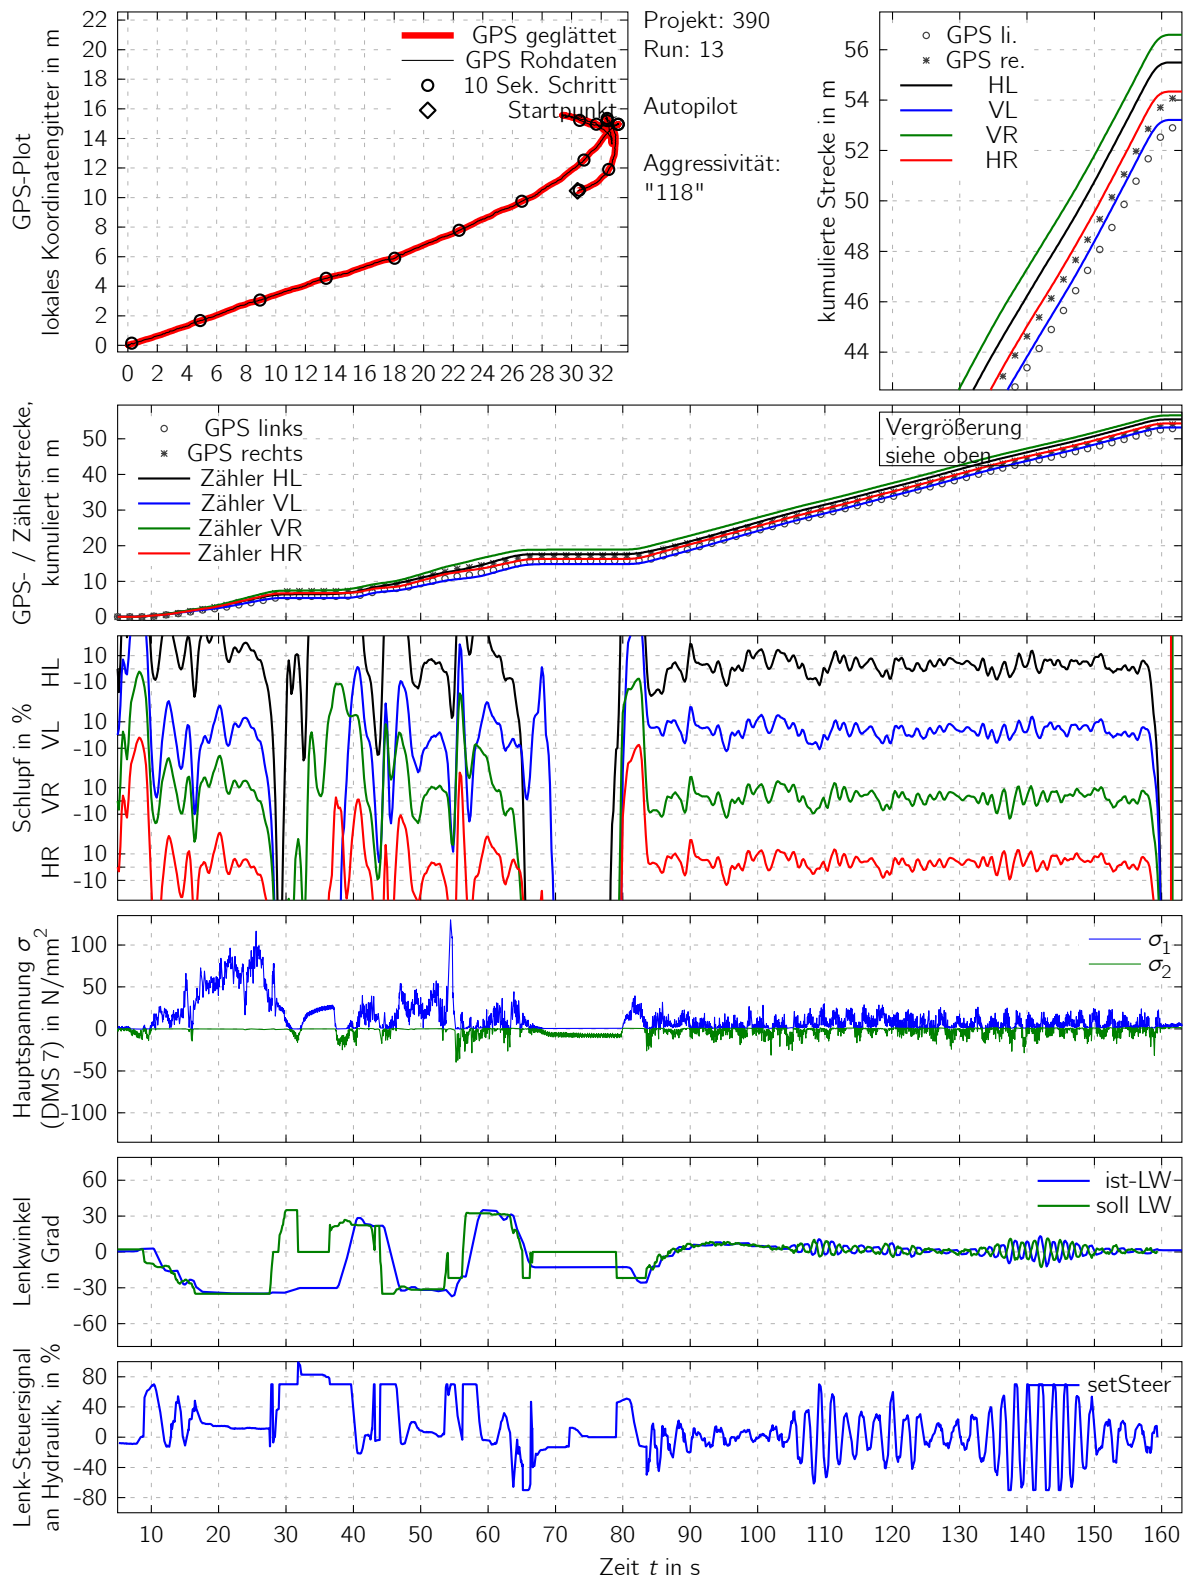 GPS-Plot
lokales Koordinatengitter in m
22
20
18
16
14
12
10
8
6
4
2
0
0 2 4 6 8 10 12 14 16 18 20 22 24 26 28 30 32
GPS geglättet
GPS Rohdaten
10 Sek. Schritt
Startpunkt
Projekt: 390
Run: 13
Autopilot
Aggressivität:
"118"
kumulierte Strecke in m
56
54
52
50
48
46
44
GPS li.
GPS re.
HL
VL
VR
HR
GPS- / Zählerstrecke,
kumuliert in m
50
40
30
20
10
0
GPS links
GPS rechts
Zähler HL
Zähler VL
Zähler VR
Zähler HR
Vergrößerung
siehe oben
Schlupf in %
HL
VL
VR
HR
10
-10
10
-10
10
-10
10
-10
Hauptspannung σ
(DMS 7) in N/mm²
100
50
0
-50
-100
σ₁
σ₂
Lenkwinkel
in Grad
60
30
0
-30
-60
ist-LW
soll LW
Lenk-Steuersignal
an Hydraulik, in %
80
40
0
-40
-80
setSteer
10 20 30 40 50 60 70 80 90 100 110 120 130 140 150 160
Zeit t in s